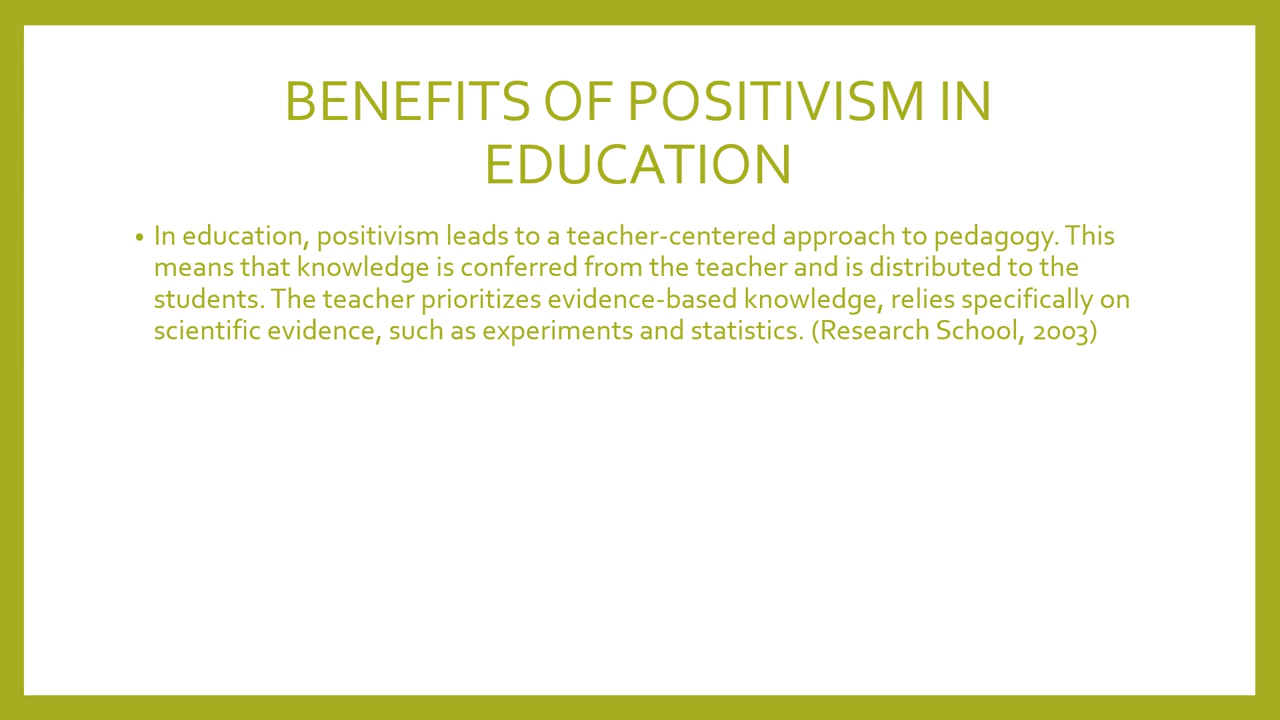 BENEFITS OF POSITIVISM IN
EDUCATION
• In education, positivism leads to a teacher-centered approach to pedagogy. This
means that knowledge is conferred from the teacher and is distributed to the
students. The teacher prioritizes evidence-based knowledge, relies specifically on
scientific evidence, such as experiments and statistics. (Research School, 2003)